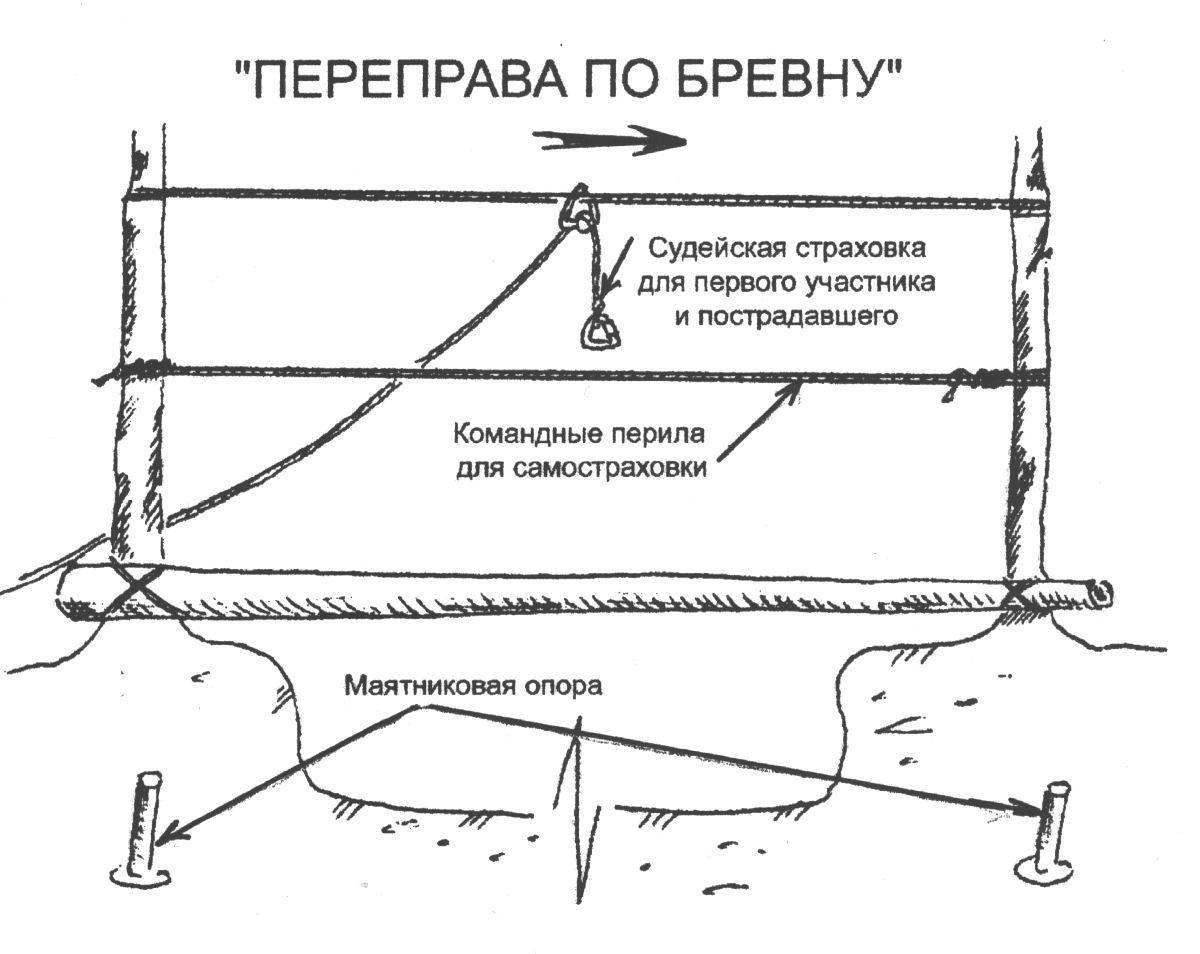 "ПЕРЕПРАВА ПО БРЕВНУ"
Судейская страховка
для первого участника
и пострадавшего
Командные перила
для самостраховки
Маятниковая опора